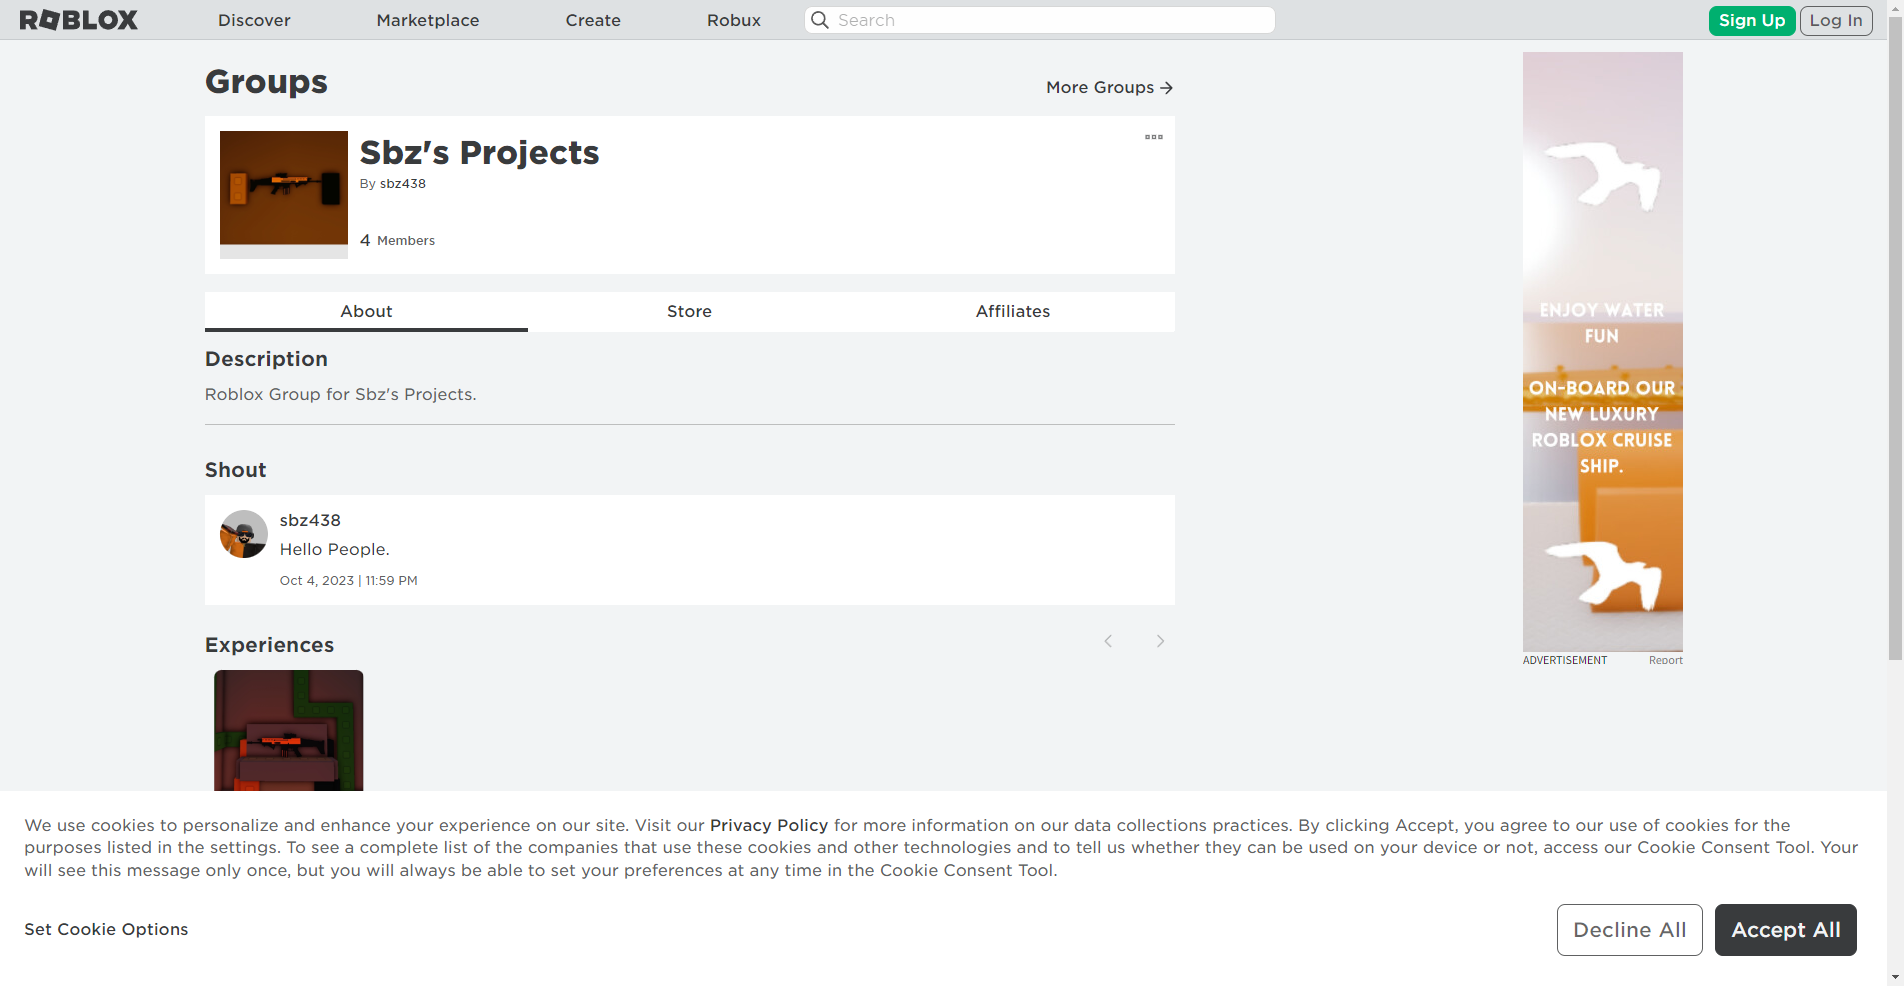 ROBLOX
Discover
Marketplace
Create
Robux
Search
Sign Up
Log In
Groups
More Groups
Sbz's Projects
By sbz438
4 Members
About
Store
Affiliates
Description
Roblox Group for Sbz's Projects.
Shout
sbz438
Hello People.
Oct 4, 2023 | 11:59 PM
Experiences
ENJOY WATER
FUN
ON-BOARD OUR
NEW LUXURY
ROBLOX CRUISE
SHIP.
ADVERTISEMENT
Report
We use cookies to personalize and enhance your experience on our site. Visit our Privacy Policy for more information on our data collections practices. By clicking Accept, you agree to our use of cookies for the
purposes listed in the settings. To see a complete list of the companies that use these cookies and other technologies and to tell us whether they can be used on your device or not, access our Cookie Consent Tool. Your
will see this message only once, but you will always be able to set your preferences at any time in the Cookie Consent Tool.
Set Cookie Options
Decline All
Accept All